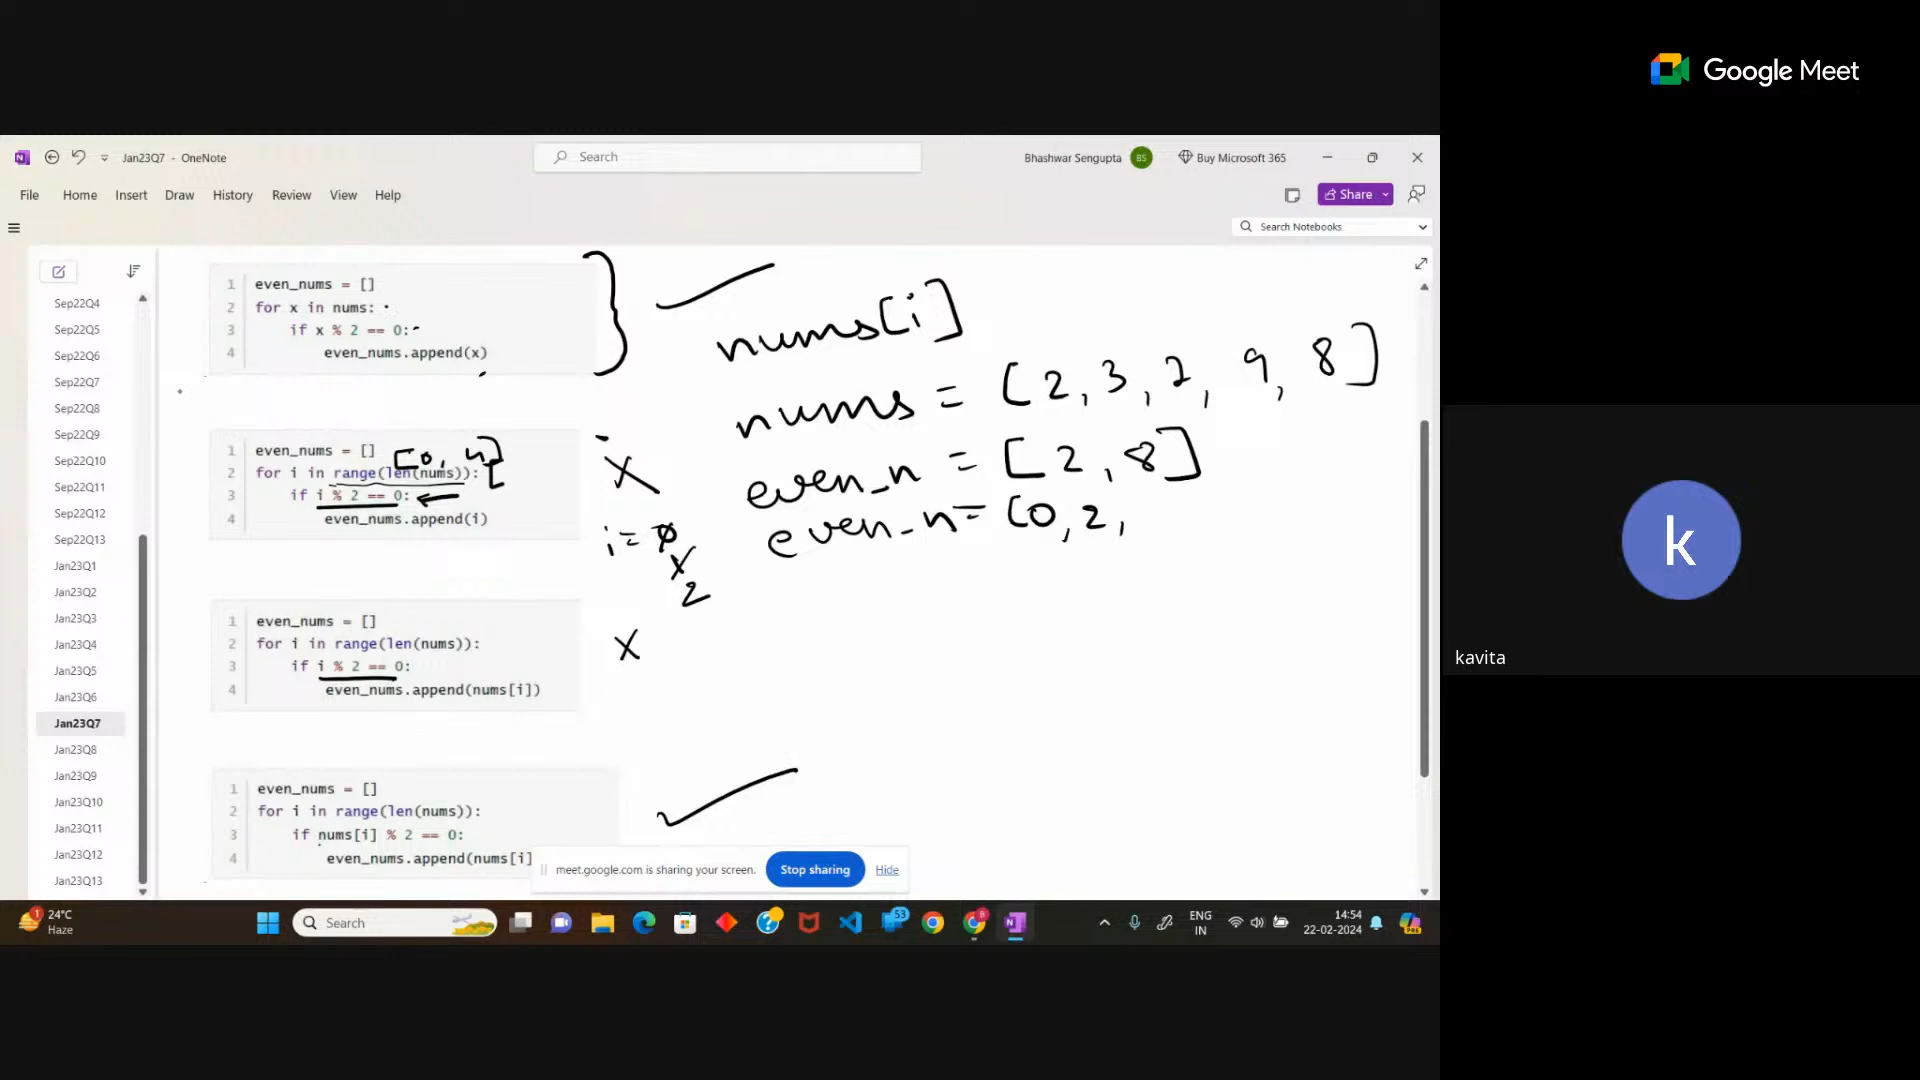 Google Meet
Jan23Q7 - OneNote
Search
Bhashwar Sengupta
BS
Buy Microsoft 365
File Home Insert Draw History Review View Help
Share
Search Notebooks
Sep22Q4
Sep22Q5
Sep22Q6
Sep22Q7
Sep22Q8
Sep22Q9
Sep22Q10
Sep22Q11
Sep22Q12
Sep22Q13
Jan23Q1
Jan23Q2
Jan23Q3
Jan23Q4
Jan23Q5
Jan23Q6
Jan23Q7
Jan23Q8
Jan23Q9
Jan23Q10
Jan23Q11
Jan23Q12
Jan23Q13
1 even_nums = []
2 for x in nums:
3 if x % 2 == 0:
4 even_nums.append(x)
1 even_nums = []
[0, n[
2 for i in range(len(nums)):
3 if i % 2 == 0:
4 even_nums.append(i)
X
i = 0
2
1 even_nums = []
2 for i in range(len(nums)):
3 if i % 2 == 0:
4 even_nums.append(nums[i])
X
1 even_nums = []
2 for i in range(len(nums)):
3 if nums[i] % 2 == 0:
4 even_nums.append(nums[i]
nums[i]
nums = [2, 3, 7, 9, 8]
even_n = [2, 8]
even_n = [0, 2,
meet.google.com is sharing your screen.
Stop sharing
Hide
k
kavita
1
24°C
Haze
Search
53
ENG
IN
14:54
22-02-2024